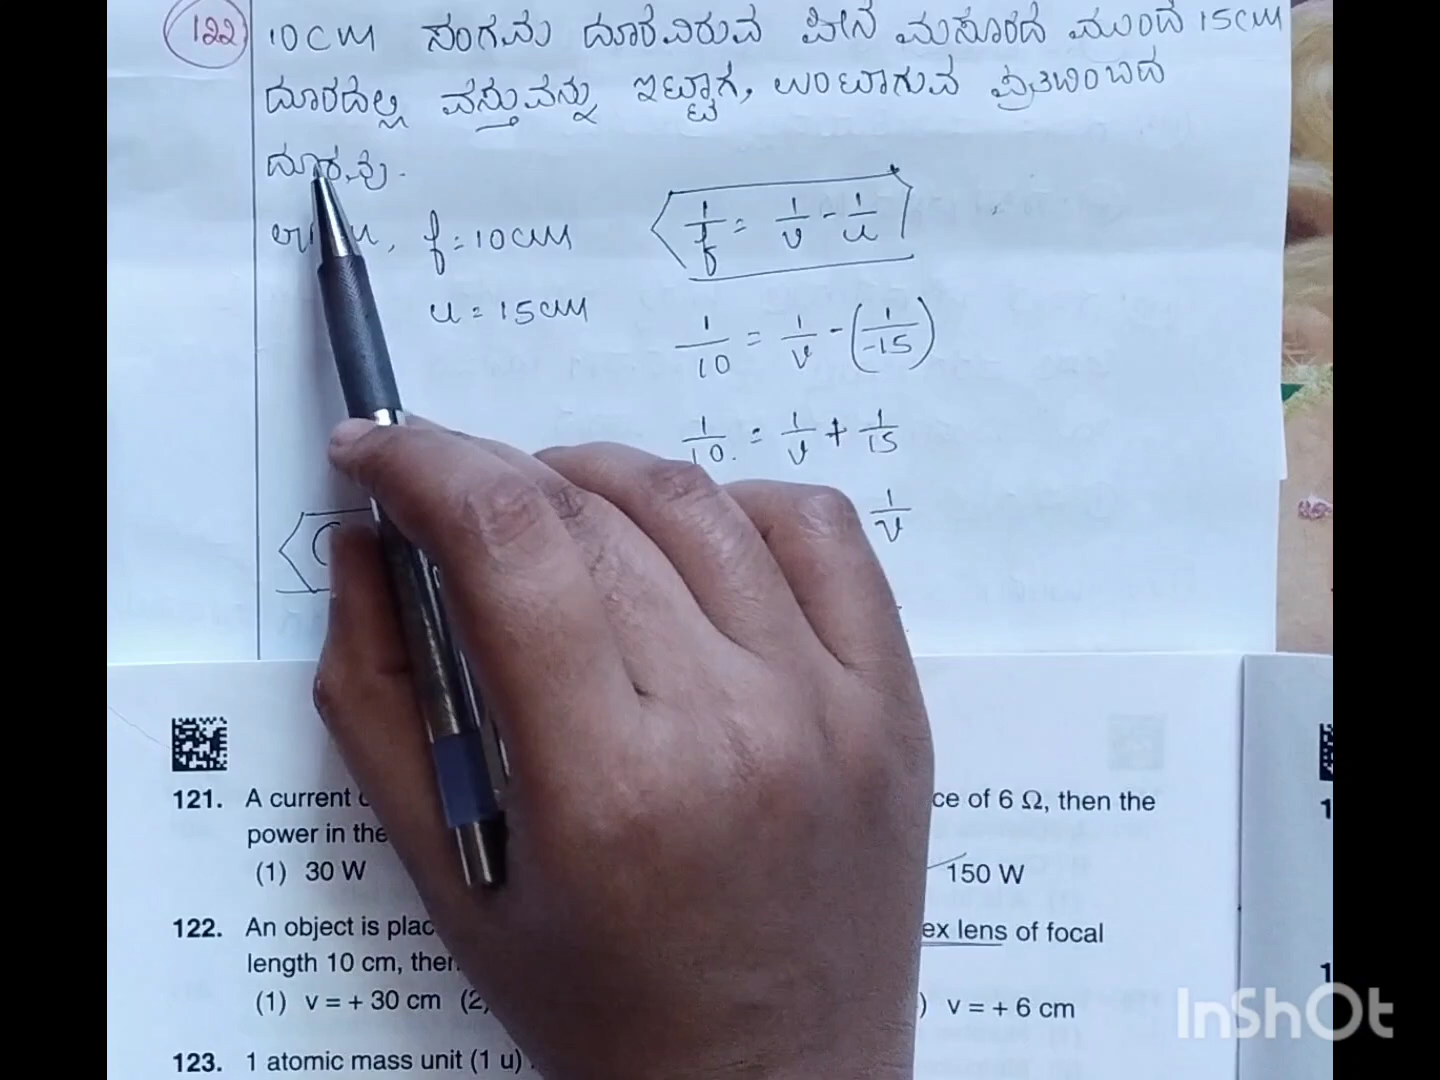 122 10CM ಸಂಗಮ ದೂರವಿರುವ ಪೀನ ಮಸೂರದ ಮುಂದೆ 15CM
ದೂರದಲ್ಲಿ ವಸ್ತುವನ್ನು ಇಟ್ಟಾಗ, ಉಂಟಾಗುವ ಪ್ರತಿಬಿಂಬದ
ದೂರವು.
f = 10CM
u = 15CM
1/f = 1/v - 1/u
1/10 = 1/v - (1/-15)
1/10 = 1/v + 1/15
1/v
121. A current
ce of 6 Ω, then the
power in the
(1) 30 W
150 W
122. An object is plac
ex lens of focal
length 10 cm, then
(1) v = + 30 cm (2)
) v = + 6 cm
123. 1 atomic mass unit (1 u)
InShOt